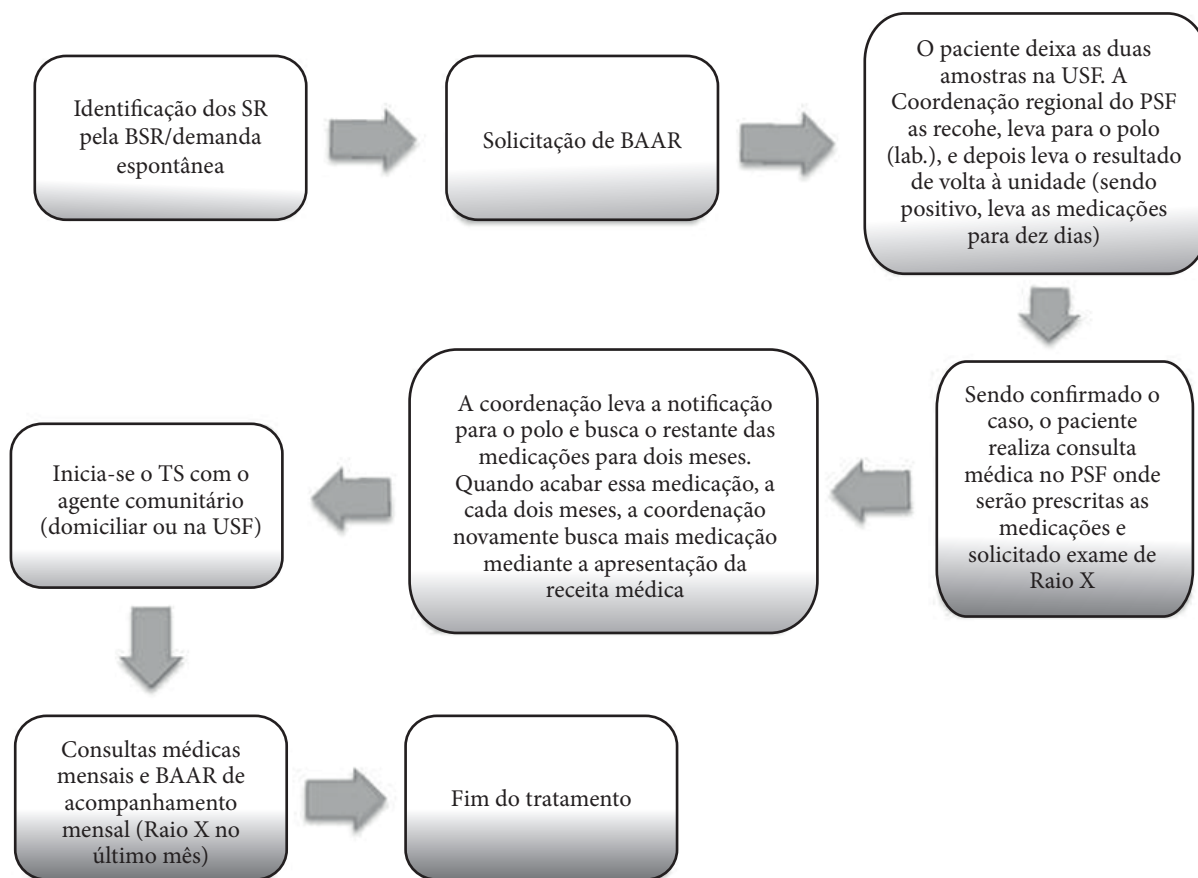 Identificação dos SR
pela BSR/demanda
espontânea
Solicitação de BAAR
O paciente deixa as duas
amostras na USF. A
Coordenação regional do PSF
as recohe, leva para o polo
(lab.), e depois leva o resultado
de volta à unidade (sendo
positivo, leva as medicações
para dez dias)
Sendo confirmado o
caso, o paciente
realiza consulta
médica no PSF onde
serão prescritas as
medicações e
solicitado exame de
Raio X
A coordenação leva a notificação
para o polo e busca o restante das
medicações para dois meses.
Quando acabar essa medicação, a
cada dois meses, a coordenação
novamente busca mais medicação
mediante a apresentação da
receita médica
Inicia-se o TS com o
agente comunitário
(domiciliar ou na USF)
Consultas médicas
mensais e BAAR de
acompanhamento
mensal (Raio X no
último mês)
Fim do tratamento